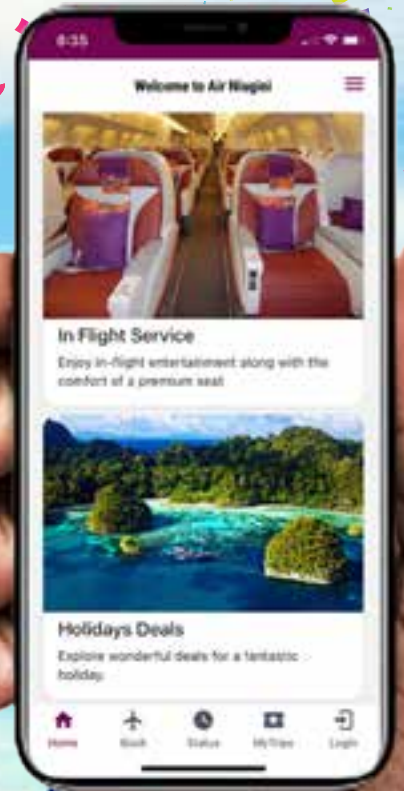 6:35
Welcome to Air Niugini
In Flight Service
Enjoy in-flight entertainment along with the
comfort of a premium seat
Holidays Deals
Explore wonderful deals for a fantastic
holiday.
Home Book Status MyTrips Login